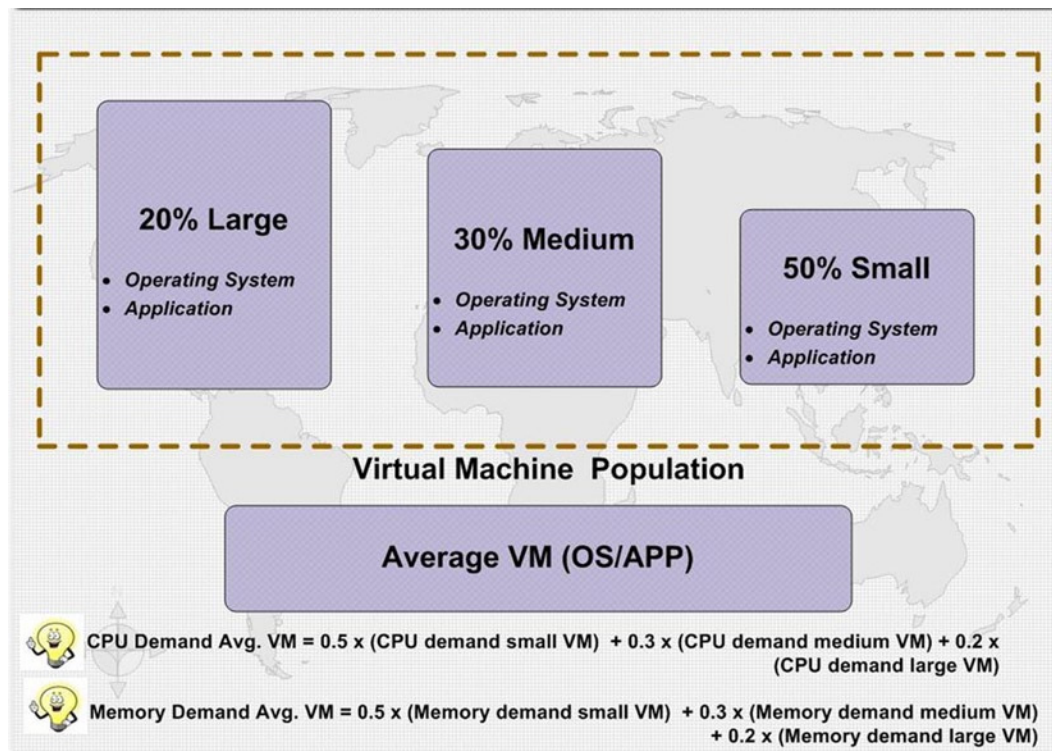 20% Large
• Operating System
• Application
30% Medium
• Operating System
• Application
50% Small
• Operating System
• Application
Virtual Machine Population
Average VM (OS/APP)
CPU Demand Avg. VM = 0.5 x (CPU demand small VM) + 0.3 x (CPU demand medium VM) + 0.2 x
(CPU demand large VM)
Memory Demand Avg. VM = 0.5 x (Memory demand small VM) + 0.3 x (Memory demand medium VM)
+ 0.2 x (Memory demand large VM)